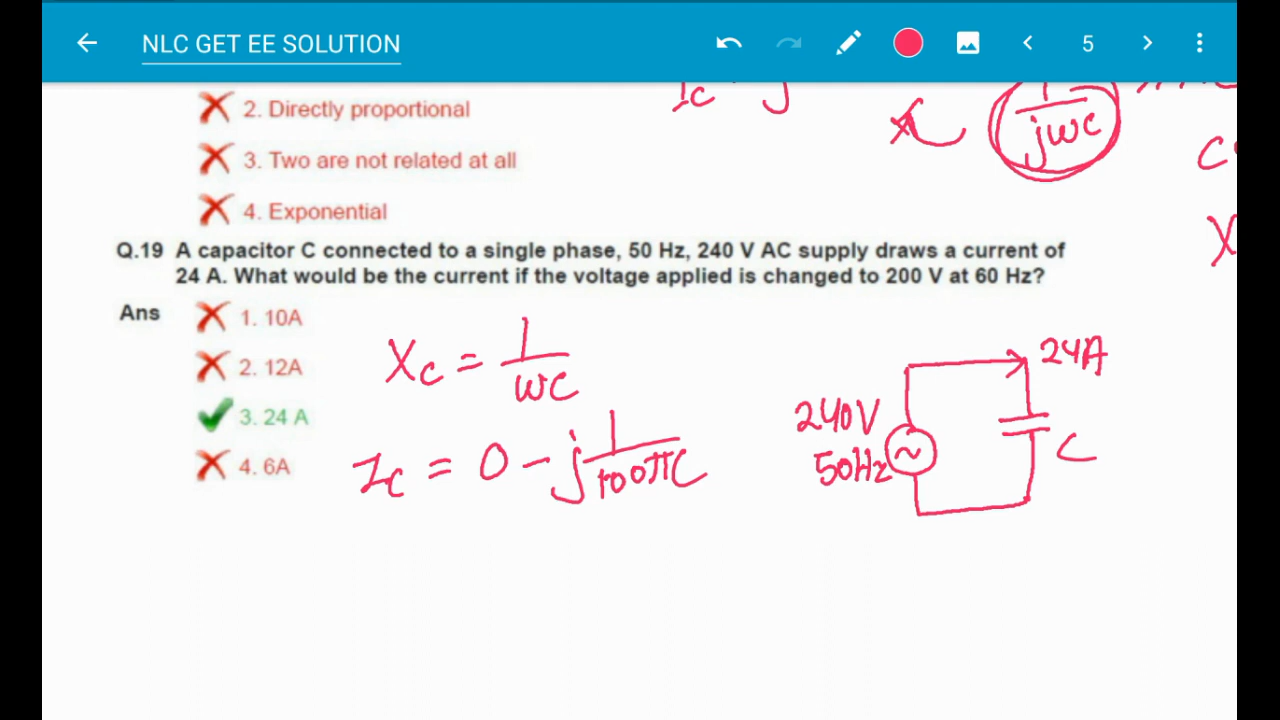 NLC GET EE SOLUTION
5
2. Directly proportional
3. Two are not related at all
4. Exponential
1
jωc
C
X
Q.19 A capacitor C connected to a single phase, 50 Hz, 240 V AC supply draws a current of
24 A. What would be the current if the voltage applied is changed to 200 V at 60 Hz?
Ans
1. 10A
2. 12A
3. 24 A
4. 6A
Xc = 1/ωC
Zc = 0 - j 1/100πC
24A
240V
50Hz
C